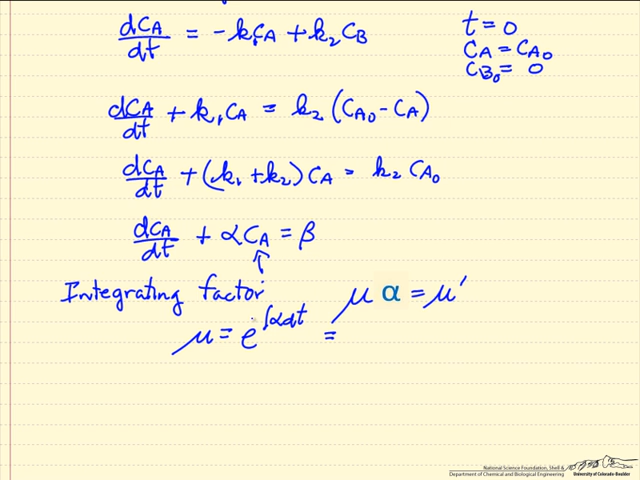 dCA/dt = -k1CA + k2CB
t = 0
CA = CA0
CB0 = 0
dCA/dt + k1CA = k2(CA0 - CA)
dCA/dt + (k1 + k2)CA = k2CA0
dCA/dt + αCA = β
Integrating factor
μ α = μ'
μ = e^∫αdt =
National Science Foundation, Shell &
Department of Chemical and Biological Engineering
University of Colorado Boulder